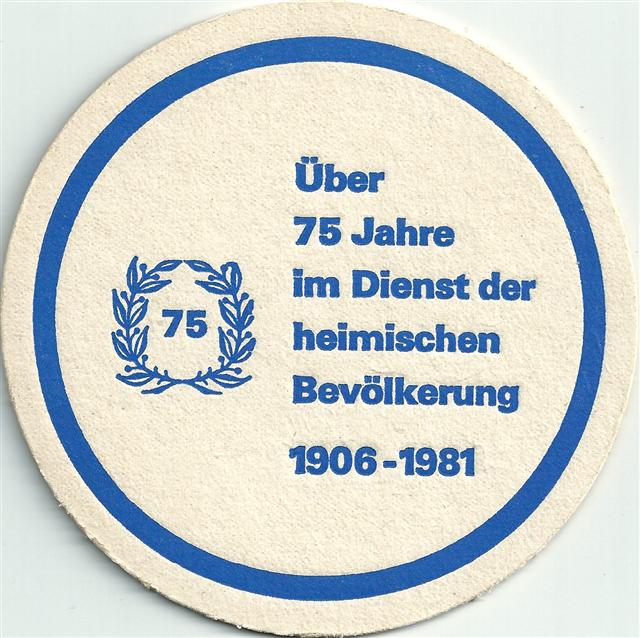 Über
75 Jahre
im Dienst der
heimischen
Bevölkerung
1906-1981
75